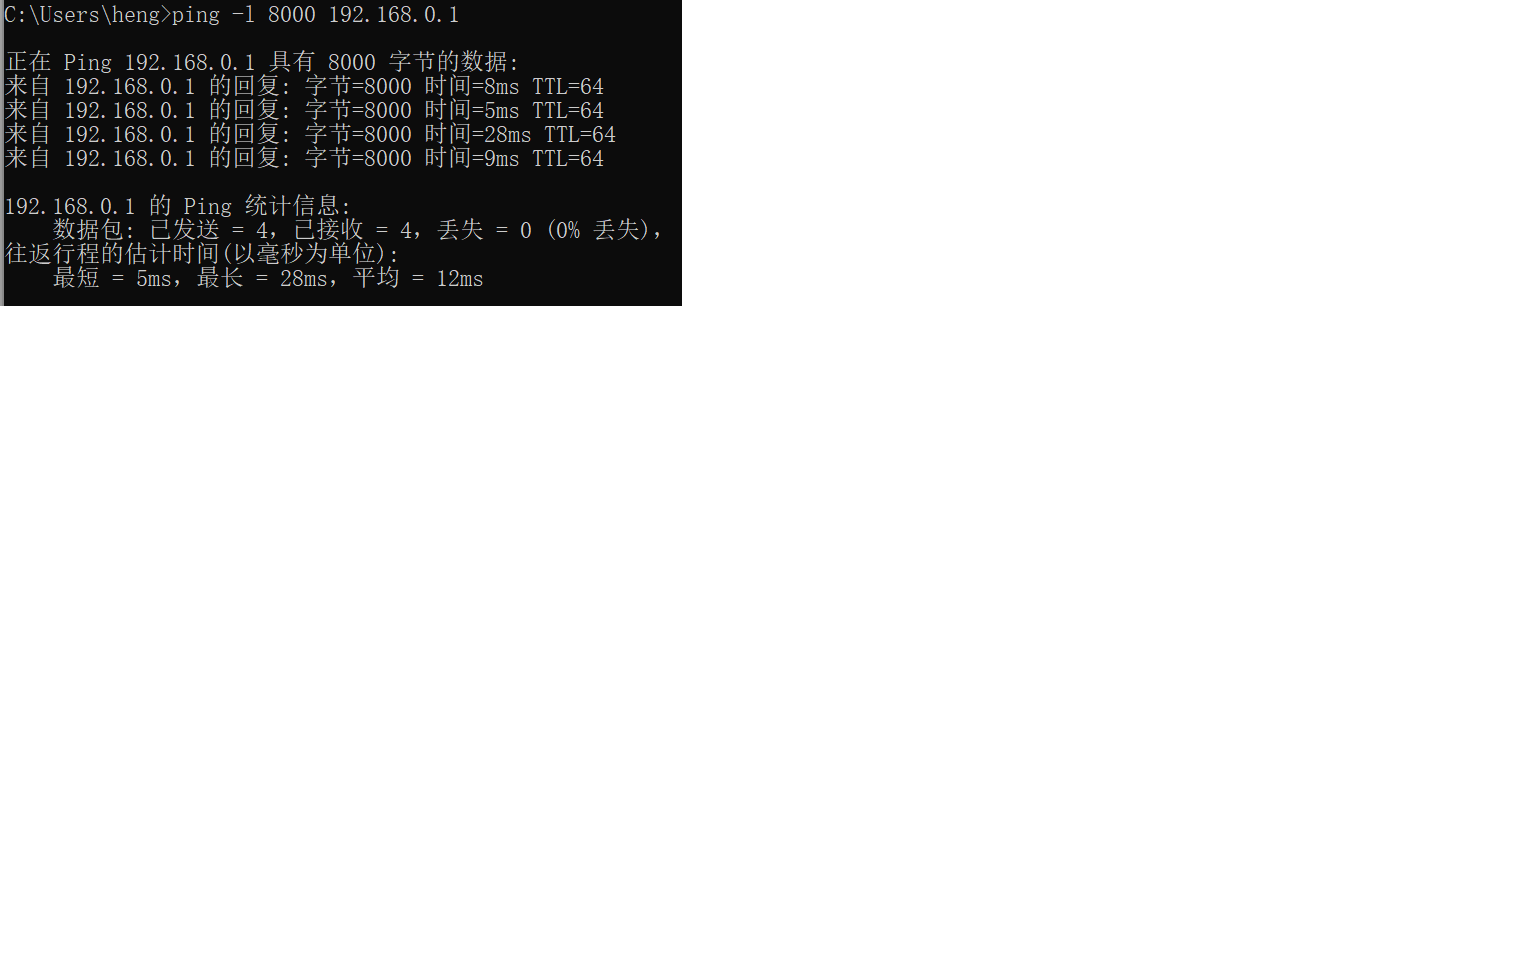 C:\Users\heng>ping -l 8000 192.168.0.1
正在 Ping 192.168.0.1 具有 8000 字节的数据:
来自 192.168.0.1 的回复: 字节=8000 时间=8ms TTL=64
来自 192.168.0.1 的回复: 字节=8000 时间=5ms TTL=64
来自 192.168.0.1 的回复: 字节=8000 时间=28ms TTL=64
来自 192.168.0.1 的回复: 字节=8000 时间=9ms TTL=64
192.168.0.1 的 Ping 统计信息:
数据包: 已发送 = 4，已接收 = 4，丢失 = 0 (0% 丢失)，
往返行程的估计时间(以毫秒为单位):
最短 = 5ms，最长 = 28ms，平均 = 12ms